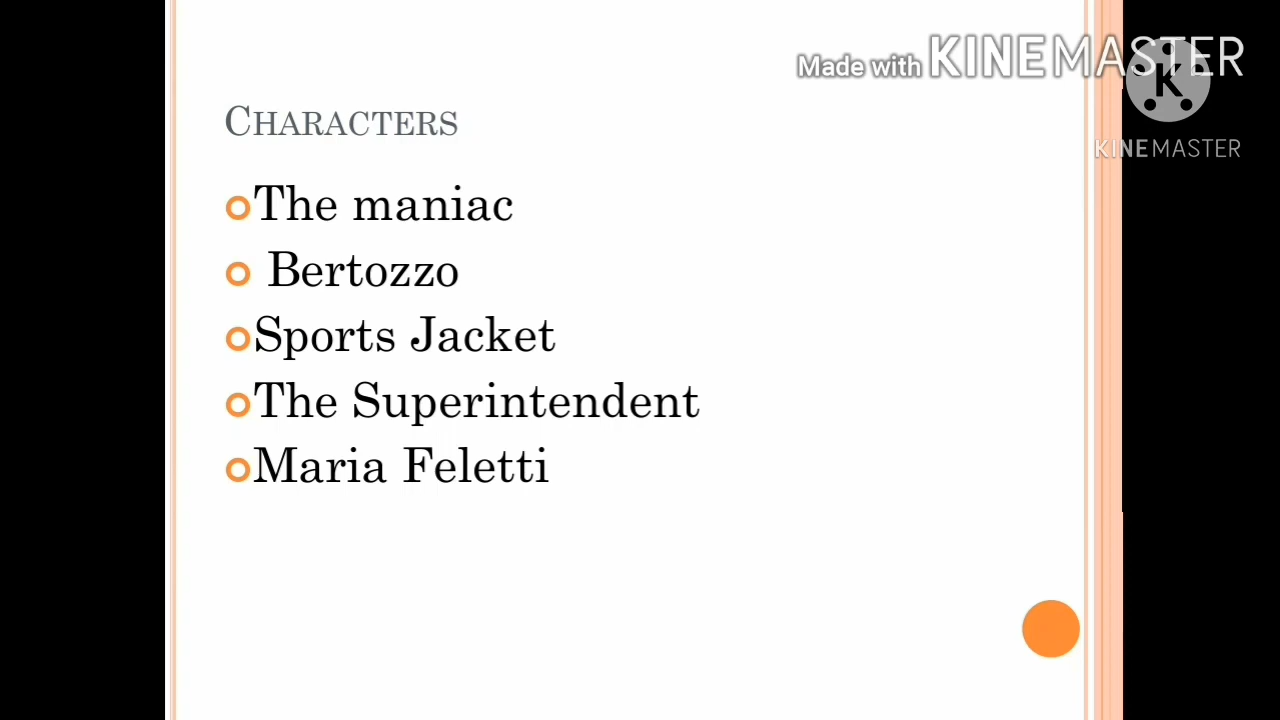 Made with KINEMASTER
K
KINEMASTER
CHARACTERS
The maniac
Bertozzo
Sports Jacket
The Superintendent
Maria Feletti